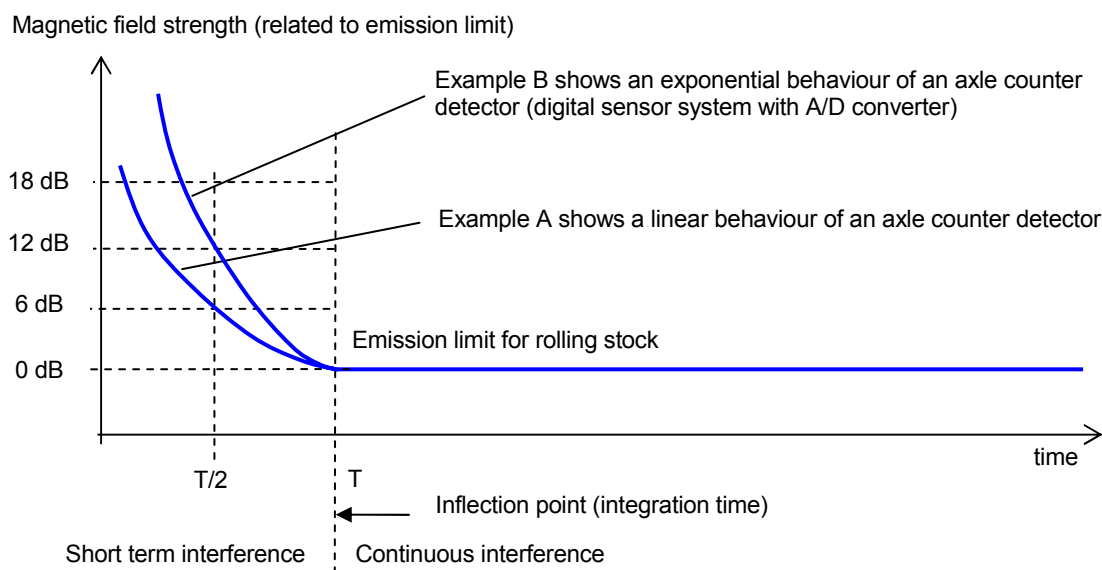 Magnetic field strength (related to emission limit)
Example B shows an exponential behaviour of an axle counter
detector (digital sensor system with A/D converter)
18 dB
Example A shows a linear behaviour of an axle counter detector
12 dB
6 dB
Emission limit for rolling stock
0 dB
time
T/2
T
Inflection point (integration time)
Short term interference
Continuous interference